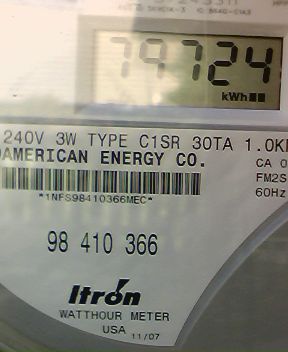 79724
kWh
240V 3W TYPE C1SR 30TA 1.0K
AMERICAN ENERGY CO.
CA 0
*1NFS98410366MEC*
FM2S
60Hz
98 410 366
Itron
WATTHOUR METER
USA 11/07